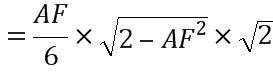 = AF/6 × √(2 − AF²) × √2